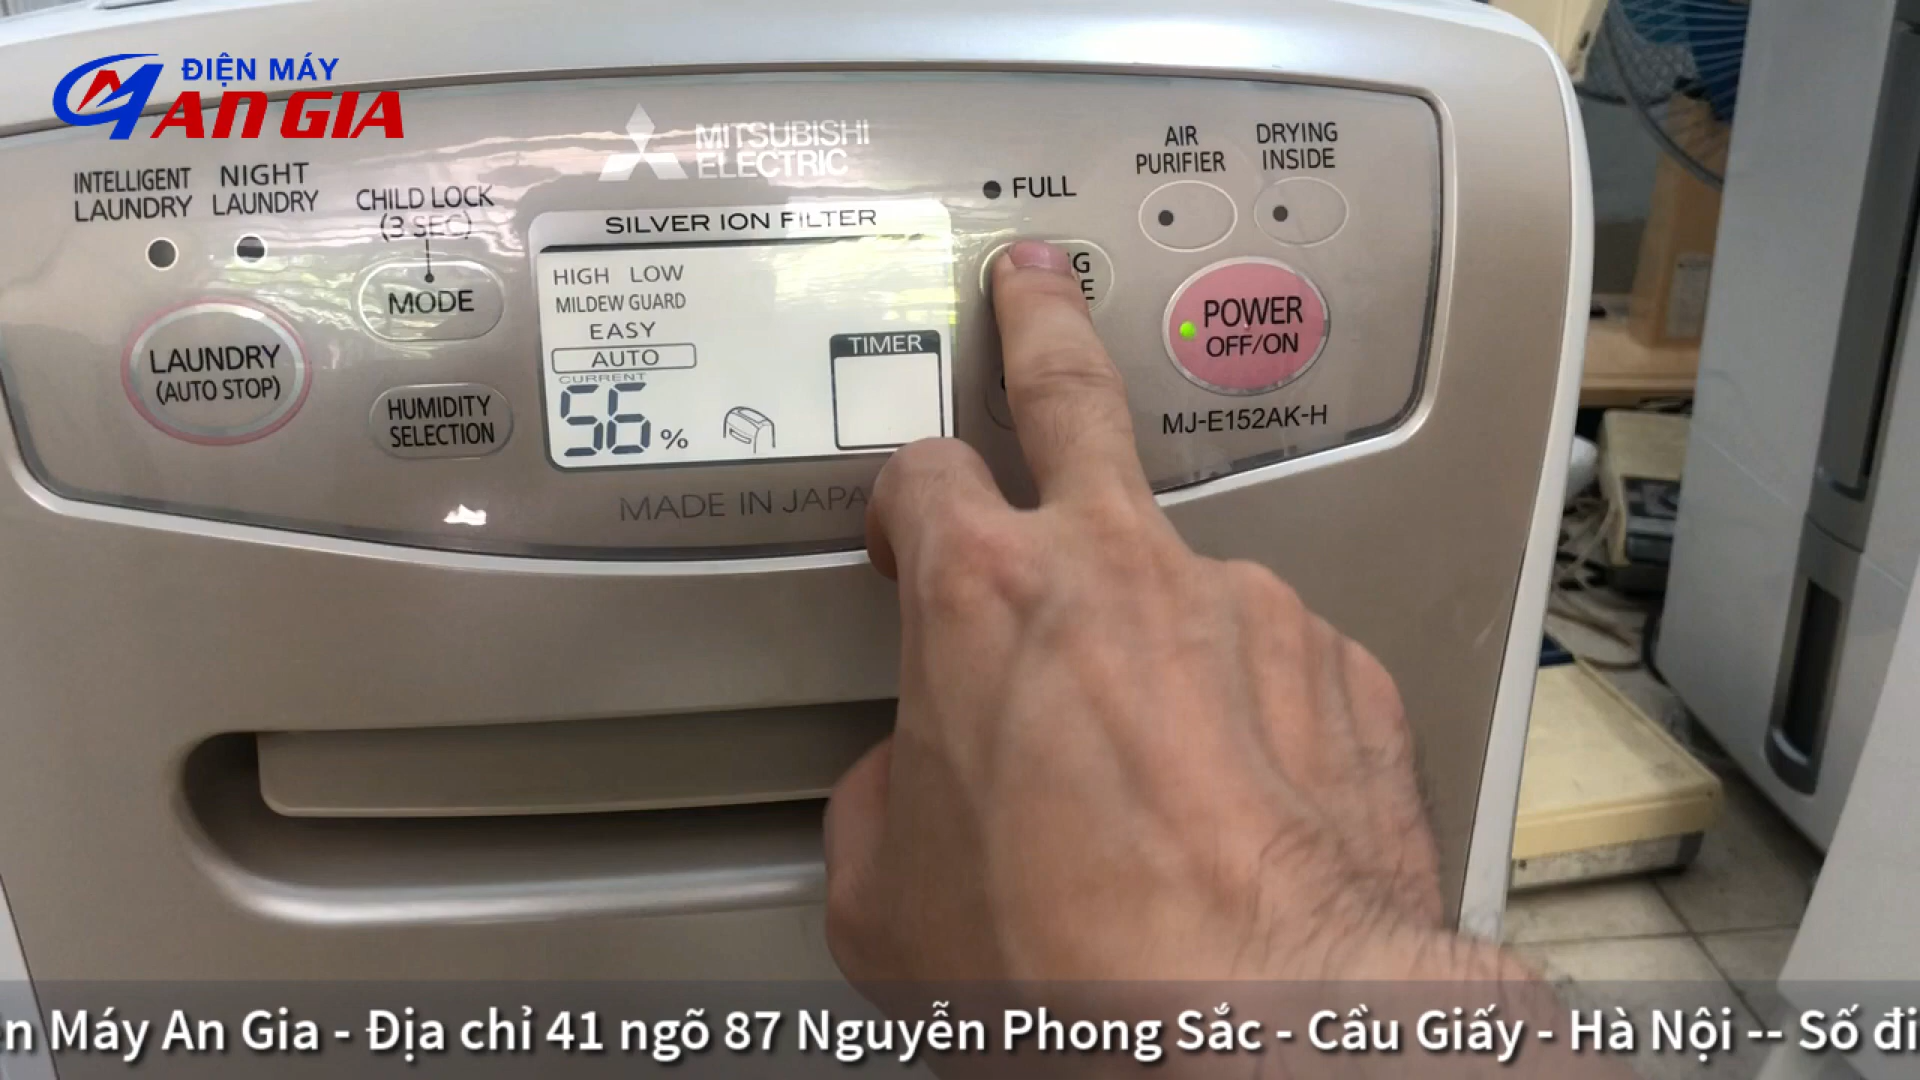 ĐIỆN MÁY
AN GIA
INTELLIGENT
LAUNDRY
NIGHT
LAUNDRY
CHILD LOCK
(3 SEC)
MODE
LAUNDRY
(AUTO STOP)
HUMIDITY
SELECTION
MITSUBISHI
ELECTRIC
SILVER ION FILTER
HIGH LOW
MILDEW GUARD
EASY
AUTO
CURRENT
56 %
TIMER
MADE IN JAPA
FULL
AIR
PURIFIER
DRYING
INSIDE
POWER
OFF/ON
MJ-E152AK-H
n Máy An Gia - Địa chỉ 41 ngõ 87 Nguyễn Phong Sắc - Cầu Giấy - Hà Nội -- Số đi